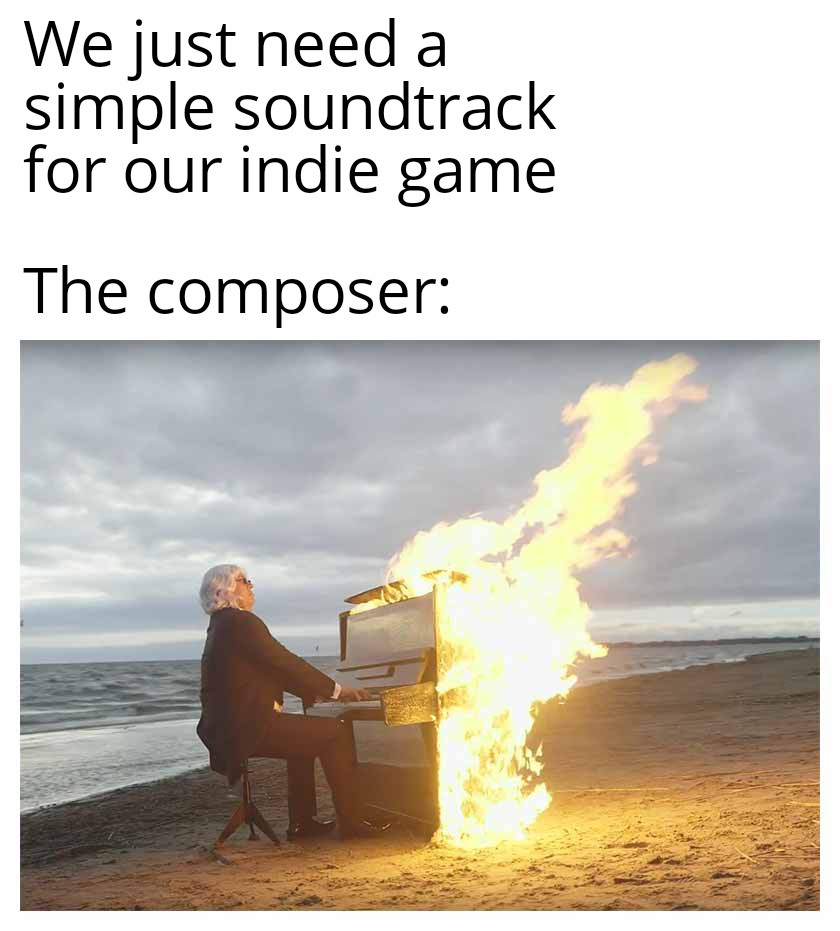 We just need a
simple soundtrack
for our indie game
The composer: